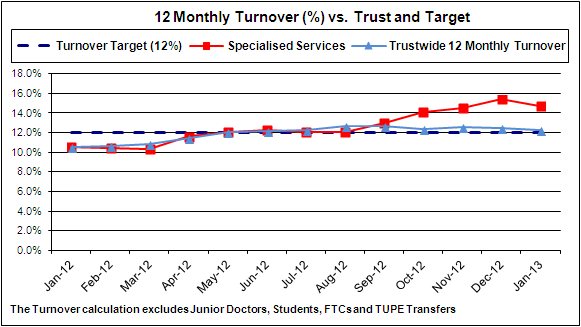 12 Monthly Turnover (%) vs. Trust and Target
Turnover Target (12%) Specialised Services Trustwide 12 Monthly Turnover
18.0%
16.0%
14.0%
12.0%
10.0%
8.0%
6.0%
4.0%
2.0%
0.0%
Jan-12 Feb-12 Mar-12 Apr-12 May-12 Jun-12 Jul-12 Aug-12 Sep-12 Oct-12 Nov-12 Dec-12 Jan-13
The Turnover calculation excludes Junior Doctors, Students, FTCs and TUPE Transfers